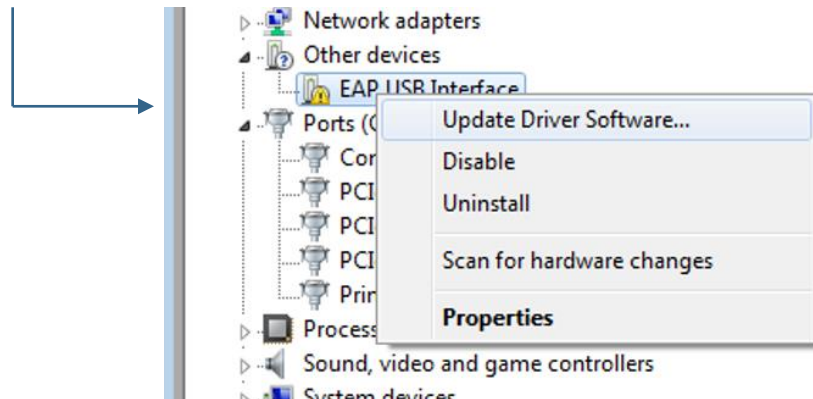 Network adapters
Other devices
EAP USB Interface
Update Driver Software...
Ports (
Disable
Cor
PCI
Uninstall
PCI
PCI
Scan for hardware changes
Prin
Properties
Process
Sound, video and game controllers
System devices